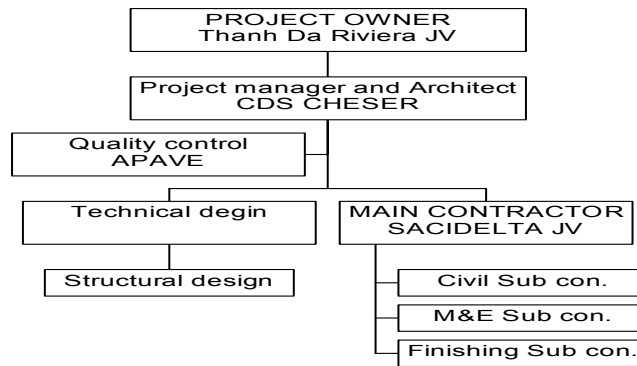 PROJECT OWNER
Thanh Da Riviera JV
Project manager and Architect
CDS CHESER
Quality control
APAVE
Technical degin
MAIN CONTRACTOR
SACIDELTA JV
Structural design
Civil Sub con.
M&E Sub con.
Finishing Sub con.